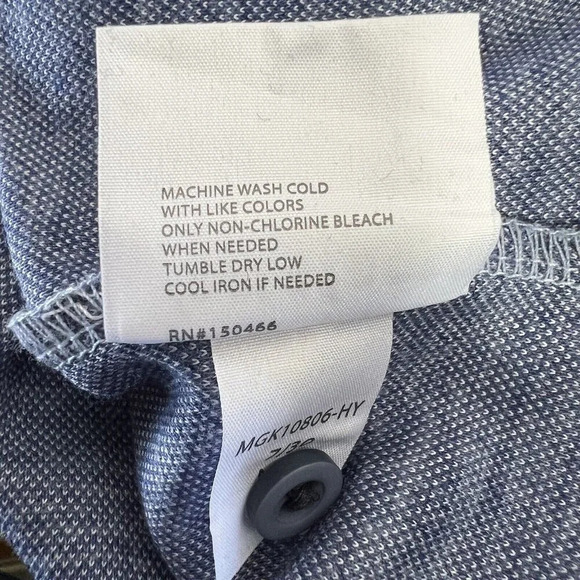 MACHINE WASH COLD
WITH LIKE COLORS
ONLY NON-CHLORINE BLEACH
WHEN NEEDED
TUMBLE DRY LOW
COOL IRON IF NEEDED
RN#150466
MGK10806-HY